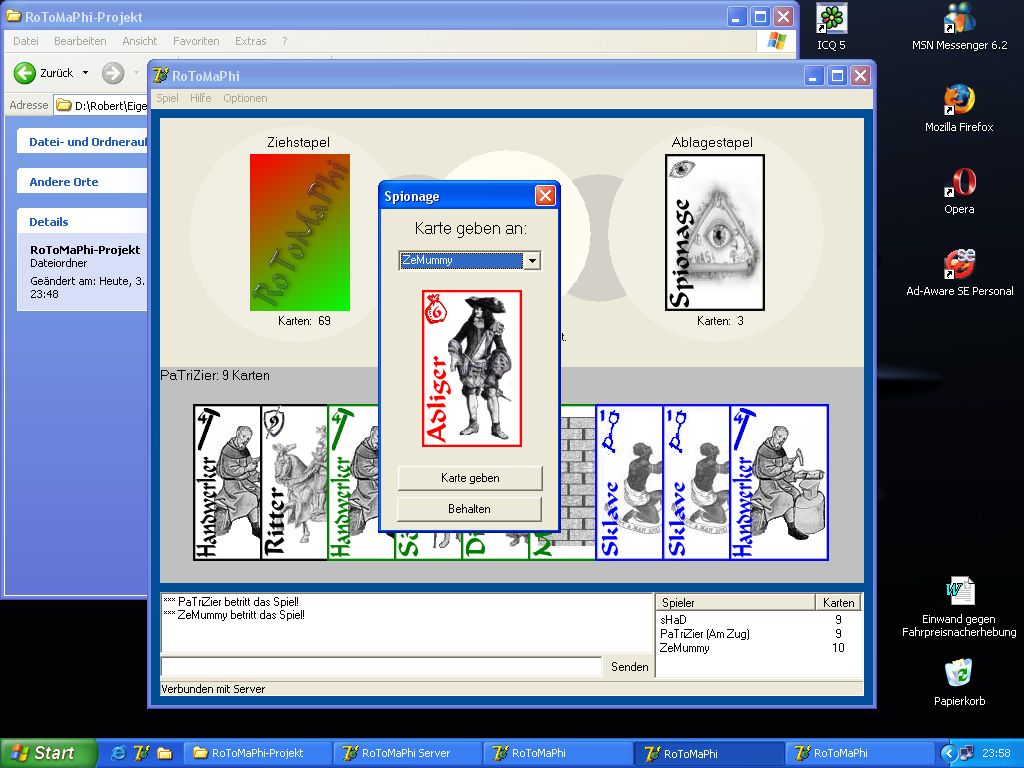 RoToMaPhi-Projekt
Datei Bearbeiten Ansicht Favoriten Extras ?
Zurück
Adresse D:\Robert\Eige
Datei- und Ordnerauf
Andere Orte
Details
RoToMaPhi-Projekt
Dateiordner
Geändert am: Heute, 3.
23:48
RoToMaPhi
Spiel Hilfe Optionen
Ziehstapel
RoToMaPhi
Karten: 69
Ablagestapel
Spionage
Karten: 3
t.
Spionage
Karte geben an:
ZeMummy
6
Adliger
Karte geben
Behalten
PaTriZier: 9 Karten
4
Handwerker
9
Ritter
4
Handwerker
Sä
Di
M
1
Sklave
1
Sklave
4
Handwerker
*** PaTriZier betritt das Spiel!
*** ZeMummy betritt das Spiel!
Senden
Spieler Karten
sHaD 9
PaTriZier (Am Zug) 9
ZeMummy 10
Verbunden mit Server
ICQ 5
MSN Messenger 6.2
Mozilla Firefox
Opera
Ad-Aware SE Personal
Einwand gegen
Fahrpreisnacherhebung
Papierkorb
Start
RoToMaPhi-Projekt
RoToMaPhi Server
RoToMaPhi
RoToMaPhi
RoToMaPhi
23:58